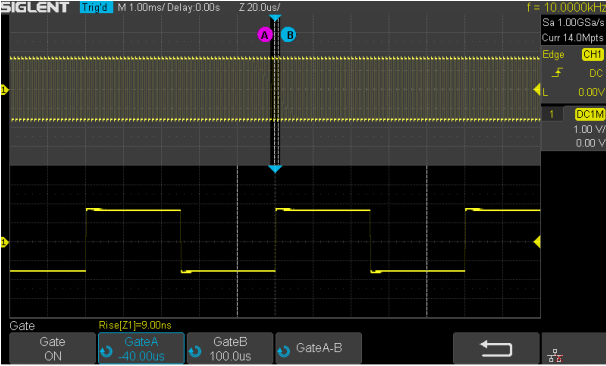 SIGLENT Trig'd M 1.00ms/ Delay:0.00s Z 20.0us/ f = 10.0000kHz
Sa 1.00GSa/s
Curr 14.0Mpts
A B
Edge CH1
DC
L 0.00V
1
1 DC1M
1.00 V/
0.00 V
1
Gate Rise[Z1]=9.00ns
Gate
ON
GateA
-40.00us
GateB
100.0us
GateA-B